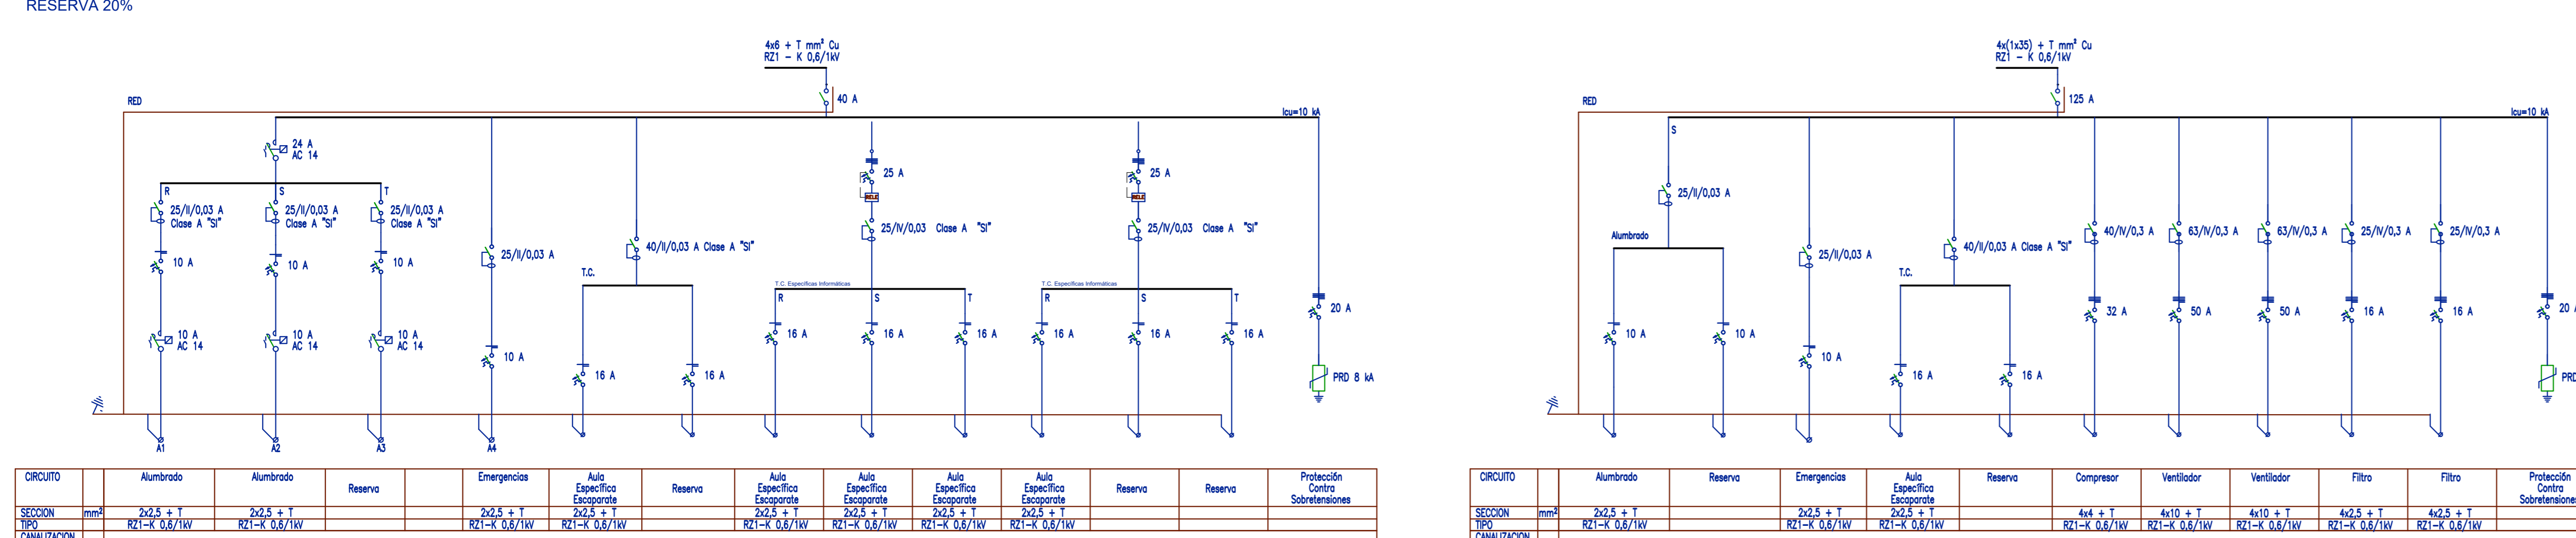 RESERVA 20%
4x6 + T mm² Cu
RZ1 - K 0,6/1kV
40 A
RED
Icu=10 kA
24 A
AC 14
R
S
T
25/II/0,03 A
Clase A "SI"
25/II/0,03 A
Clase A "SI"
25/II/0,03 A
Clase A "SI"
10 A
10 A
10 A
10 A
AC 14
10 A
AC 14
10 A
AC 14
25/II/0,03 A
10 A
40/II/0,03 A Clase A "SI"
T.C.
16 A
16 A
25 A
RELE
25/IV/0,03 Clase A "SI"
T.C. Específicas Informáticas
R
S
T
16 A
16 A
16 A
25 A
RELE
25/IV/0,03 Clase A "SI"
T.C. Específicas Informáticas
R
S
T
16 A
16 A
16 A
20 A
PRD 8 kA
A1
A2
A3
A4
CIRCUITO
Alumbrado
Alumbrado
Reserva
Emergencias
Aula
Específica
Escaparate
Reserva
Aula
Específica
Escaparate
Aula
Específica
Escaparate
Aula
Específica
Escaparate
Aula
Específica
Escaparate
Reserva
Reserva
Protección
Contra
Sobretensiones
SECCION mm² 2x2,5 + T 2x2,5 + T 2x2,5 + T 2x2,5 + T 2x2,5 + T 2x2,5 + T 2x2,5 + T 2x2,5 + T
TIPO RZ1-K 0,6/1kV RZ1-K 0,6/1kV RZ1-K 0,6/1kV RZ1-K 0,6/1kV RZ1-K 0,6/1kV RZ1-K 0,6/1kV RZ1-K 0,6/1kV RZ1-K 0,6/1kV
CANALIZACION
4x(1x35) + T mm² Cu
RZ1 - K 0,6/1kV
125 A
RED
Icu=10 kA
S
25/II/0,03 A
Alumbrado
10 A
10 A
25/II/0,03 A
10 A
40/II/0,03 A Clase A "SI"
T.C.
16 A
16 A
40/IV/0,3 A
63/IV/0,3 A
63/IV/0,3 A
25/IV/0,3 A
25/IV/0,3 A
32 A
50 A
50 A
16 A
16 A
20
PRD
CIRCUITO
Alumbrado
Reserva
Emergencias
Aula
Específica
Escaparate
Reserva
Compresor
Ventilador
Ventilador
Filtro
Filtro
Protección
Contra
Sobretensiones
SECCION mm² 2x2,5 + T 2x2,5 + T 2x2,5 + T 4x4 + T 4x10 + T 4x10 + T 4x2,5 + T 4x2,5 + T
TIPO RZ1-K 0,6/1kV RZ1-K 0,6/1kV RZ1-K 0,6/1kV RZ1-K 0,6/1kV RZ1-K 0,6/1kV RZ1-K 0,6/1kV RZ1-K 0,6/1kV RZ1-K 0,6/1kV
CANALIZACION